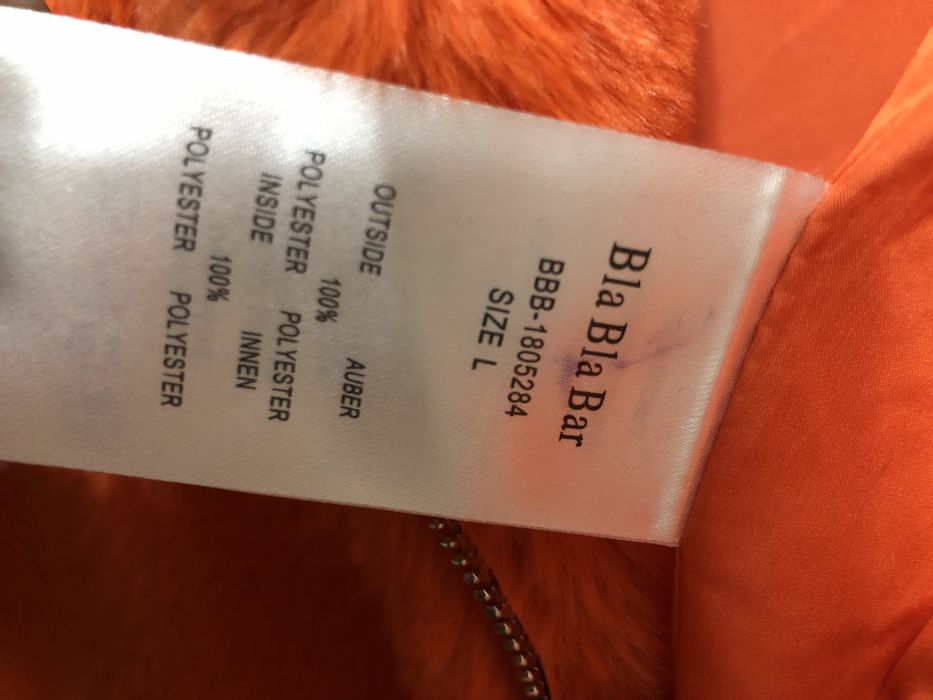 Bla Bla Bar
BBB-1805284
SIZE L
OUTSIDE AUBER
100%
POLYESTER POLYESTER
INSIDE INNEN
100%
POLYESTER POLYESTER